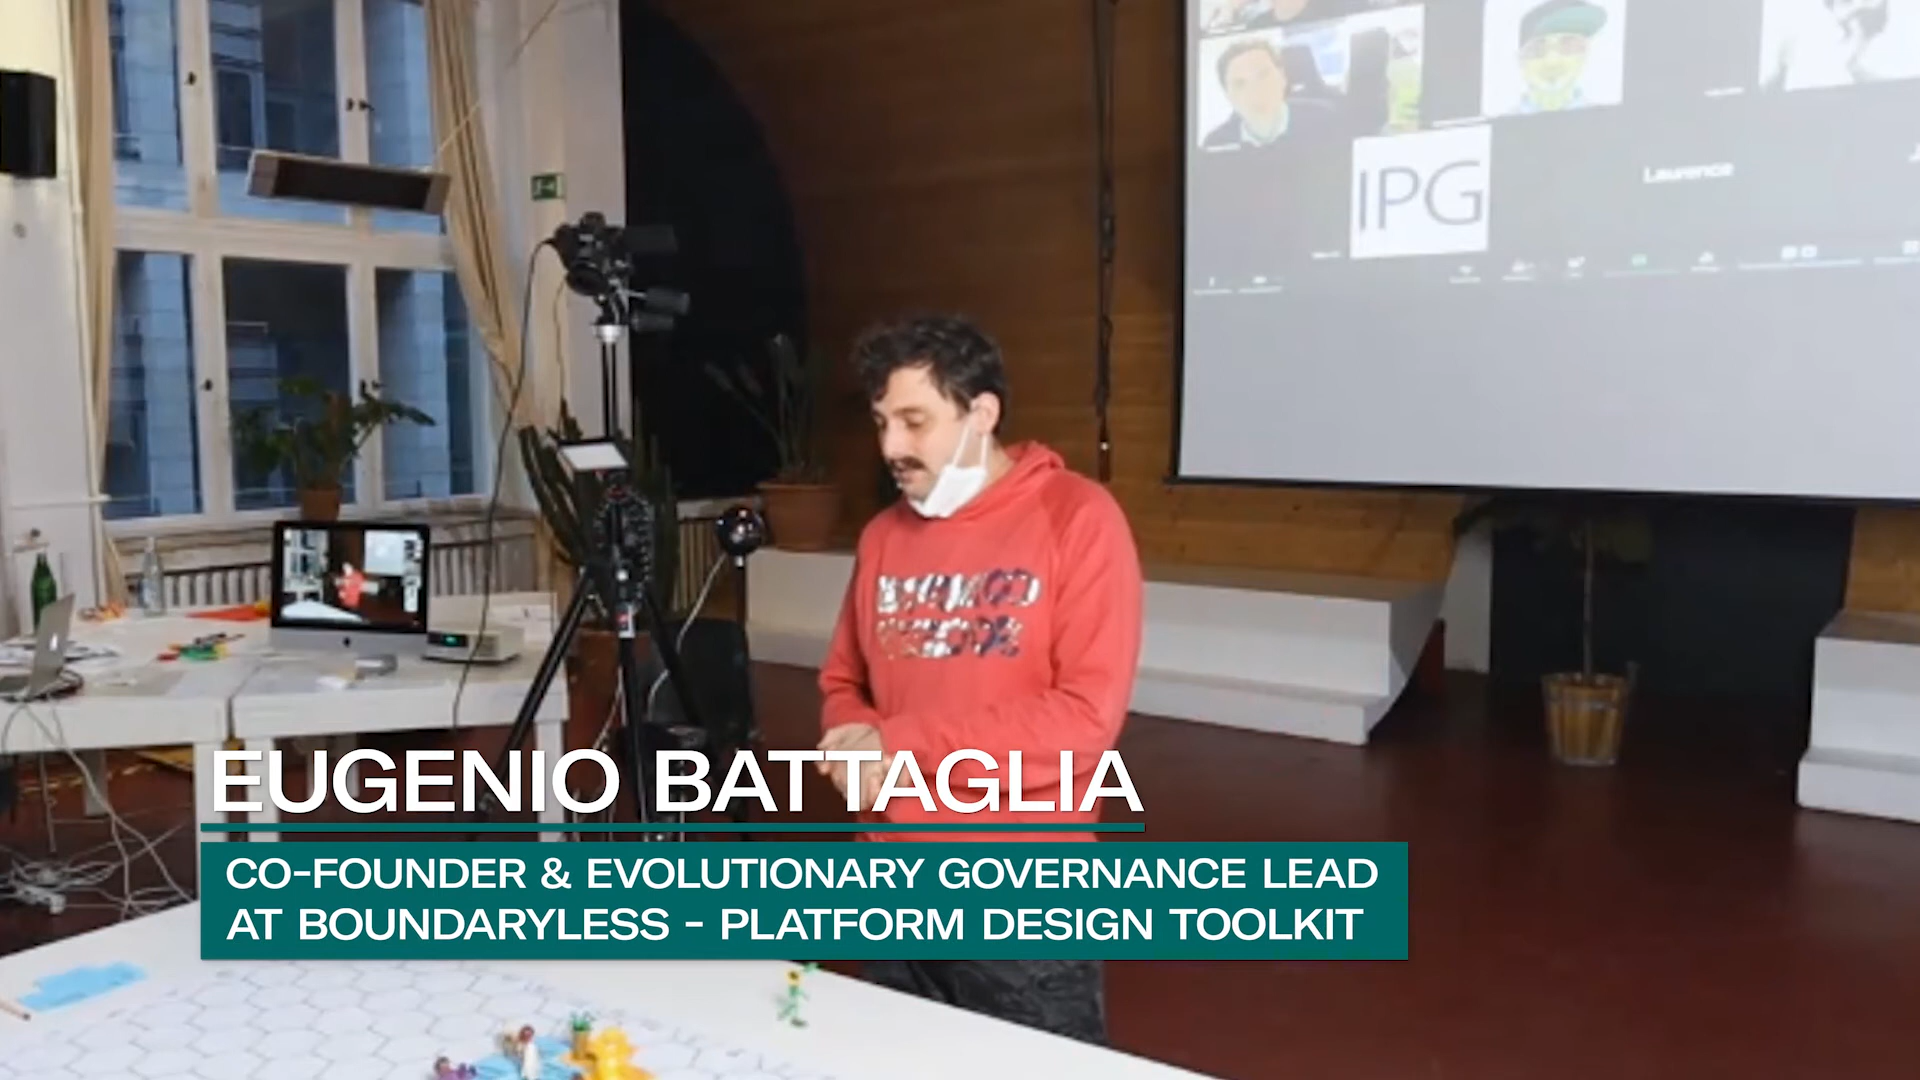 IPG
Laurence
EUGENIO BATTAGLIA
CO-FOUNDER & EVOLUTIONARY GOVERNANCE LEAD
AT BOUNDARYLESS - PLATFORM DESIGN TOOLKIT